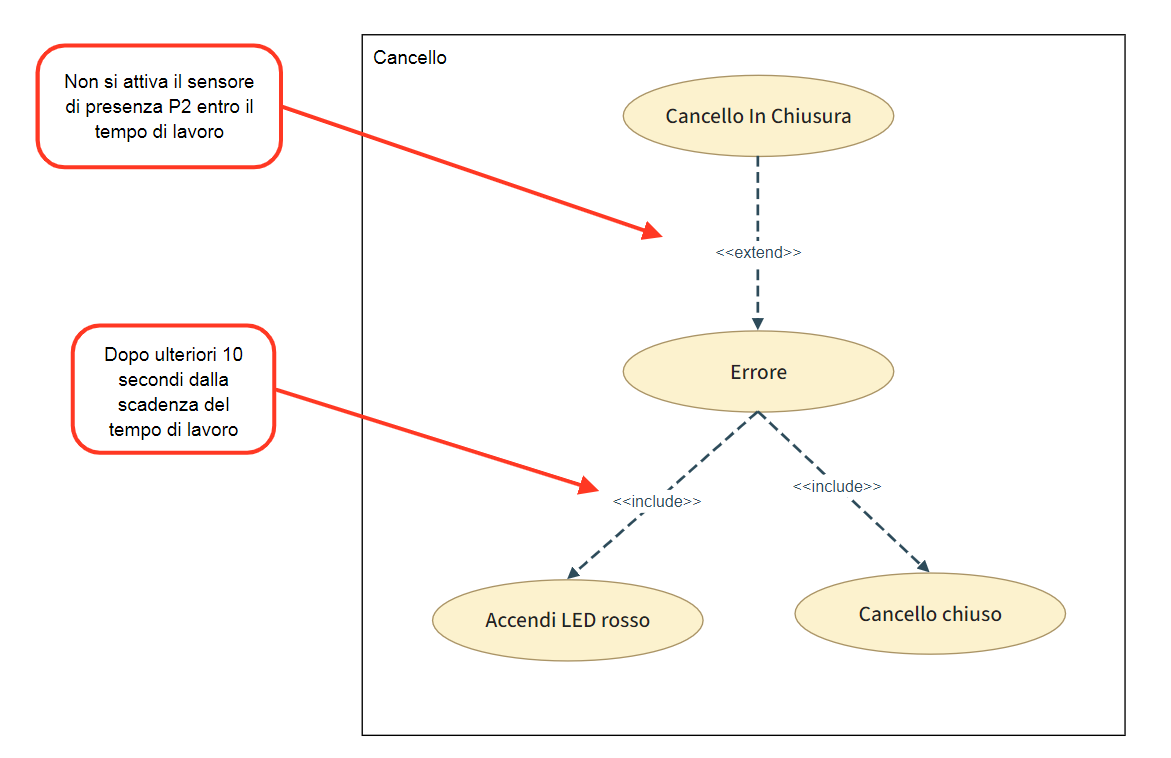 Cancello
Non si attiva il sensore
di presenza P2 entro il
tempo di lavoro
Cancello In Chiusura
<<extend>>
Errore
Dopo ulteriori 10
secondi dalla
scadenza del
tempo di lavoro
<<include>>
<<include>>
Accendi LED rosso
Cancello chiuso